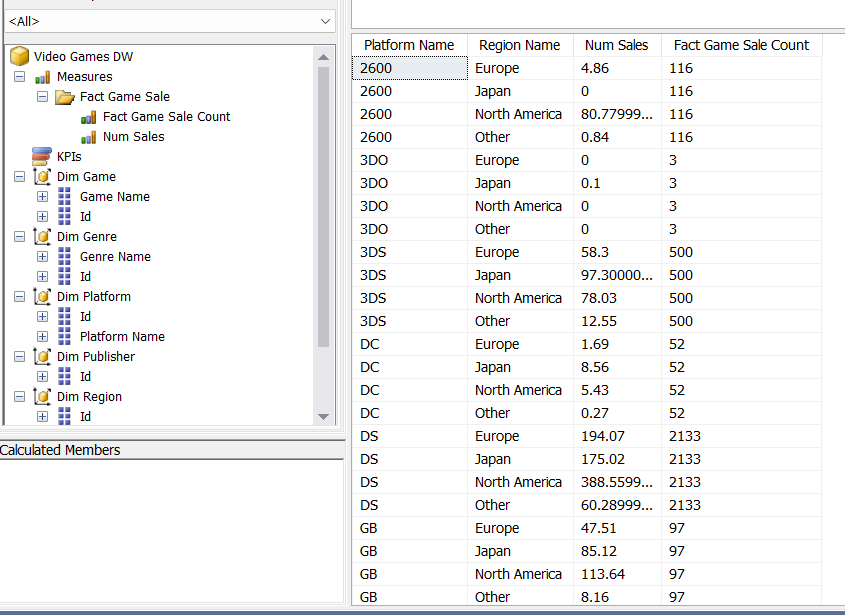 <All>
Video Games DW
Measures
Fact Game Sale
Fact Game Sale Count
Num Sales
KPIs
Dim Game
Game Name
Id
Dim Genre
Genre Name
Id
Dim Platform
Id
Platform Name
Dim Publisher
Id
Dim Region
Id
Calculated Members
Platform Name Region Name Num Sales Fact Game Sale Count
2600 Europe 4.86 116
2600 Japan 0 116
2600 North America 80.77999... 116
2600 Other 0.84 116
3DO Europe 0 3
3DO Japan 0.1 3
3DO North America 0 3
3DO Other 0 3
3DS Europe 58.3 500
3DS Japan 97.30000... 500
3DS North America 78.03 500
3DS Other 12.55 500
DC Europe 1.69 52
DC Japan 8.56 52
DC North America 5.43 52
DC Other 0.27 52
DS Europe 194.07 2133
DS Japan 175.02 2133
DS North America 388.5599... 2133
DS Other 60.28999... 2133
GB Europe 47.51 97
GB Japan 85.12 97
GB North America 113.64 97
GB Other 8.16 97